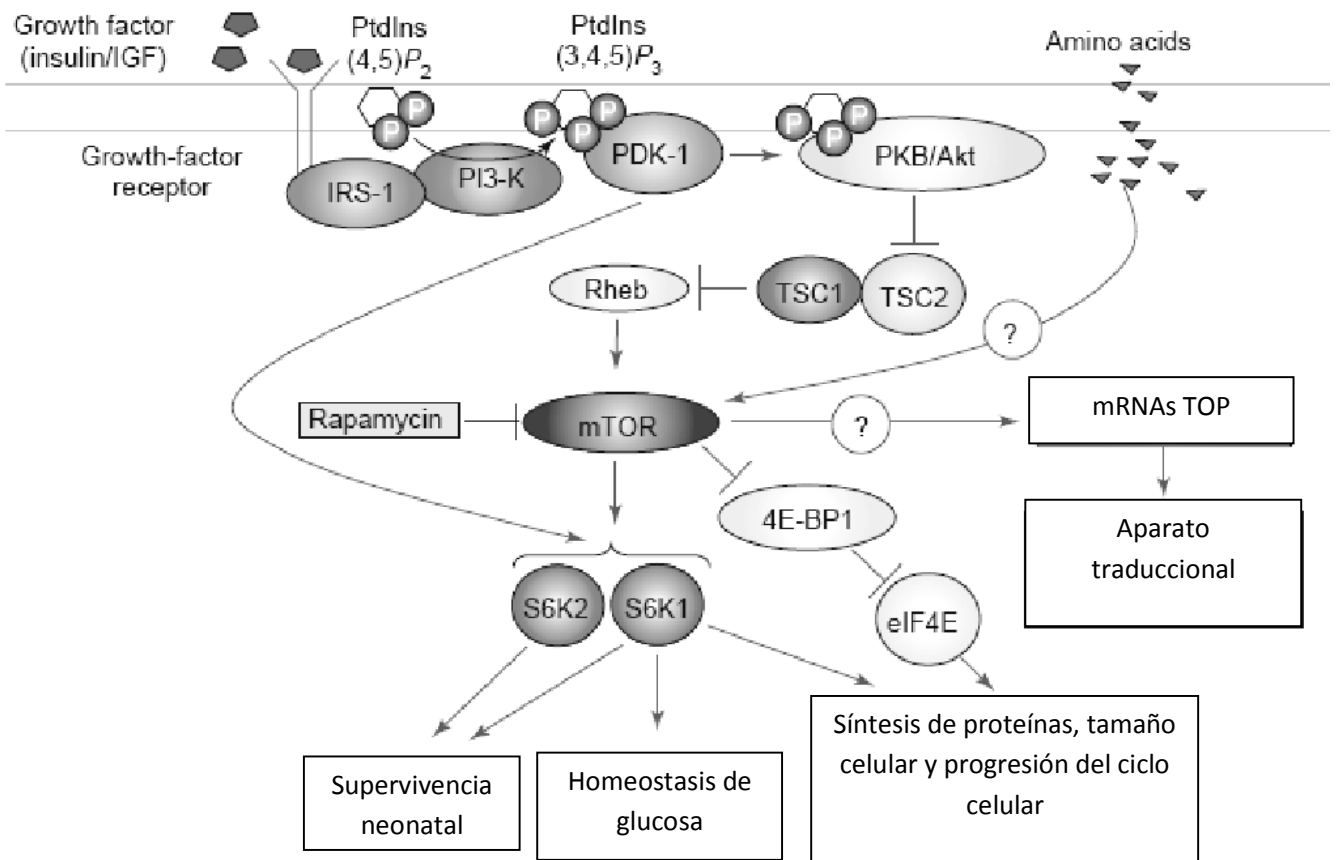 Growth factor
(insulin/IGF)
PtdIns
(4,5)P2
PtdIns
(3,4,5)P3
Amino acids
P
P
P
P
P
P
P
P
Growth-factor
receptor
IRS-1
PI3-K
PDK-1
PKB/Akt
Rheb
TSC1
TSC2
?
Rapamycin
mTOR
?
mRNAs TOP
4E-BP1
Aparato
traduccional
S6K2
S6K1
eIF4E
Supervivencia
neonatal
Homeostasis de
glucosa
Síntesis de proteínas, tamaño
celular y progresión del ciclo
celular